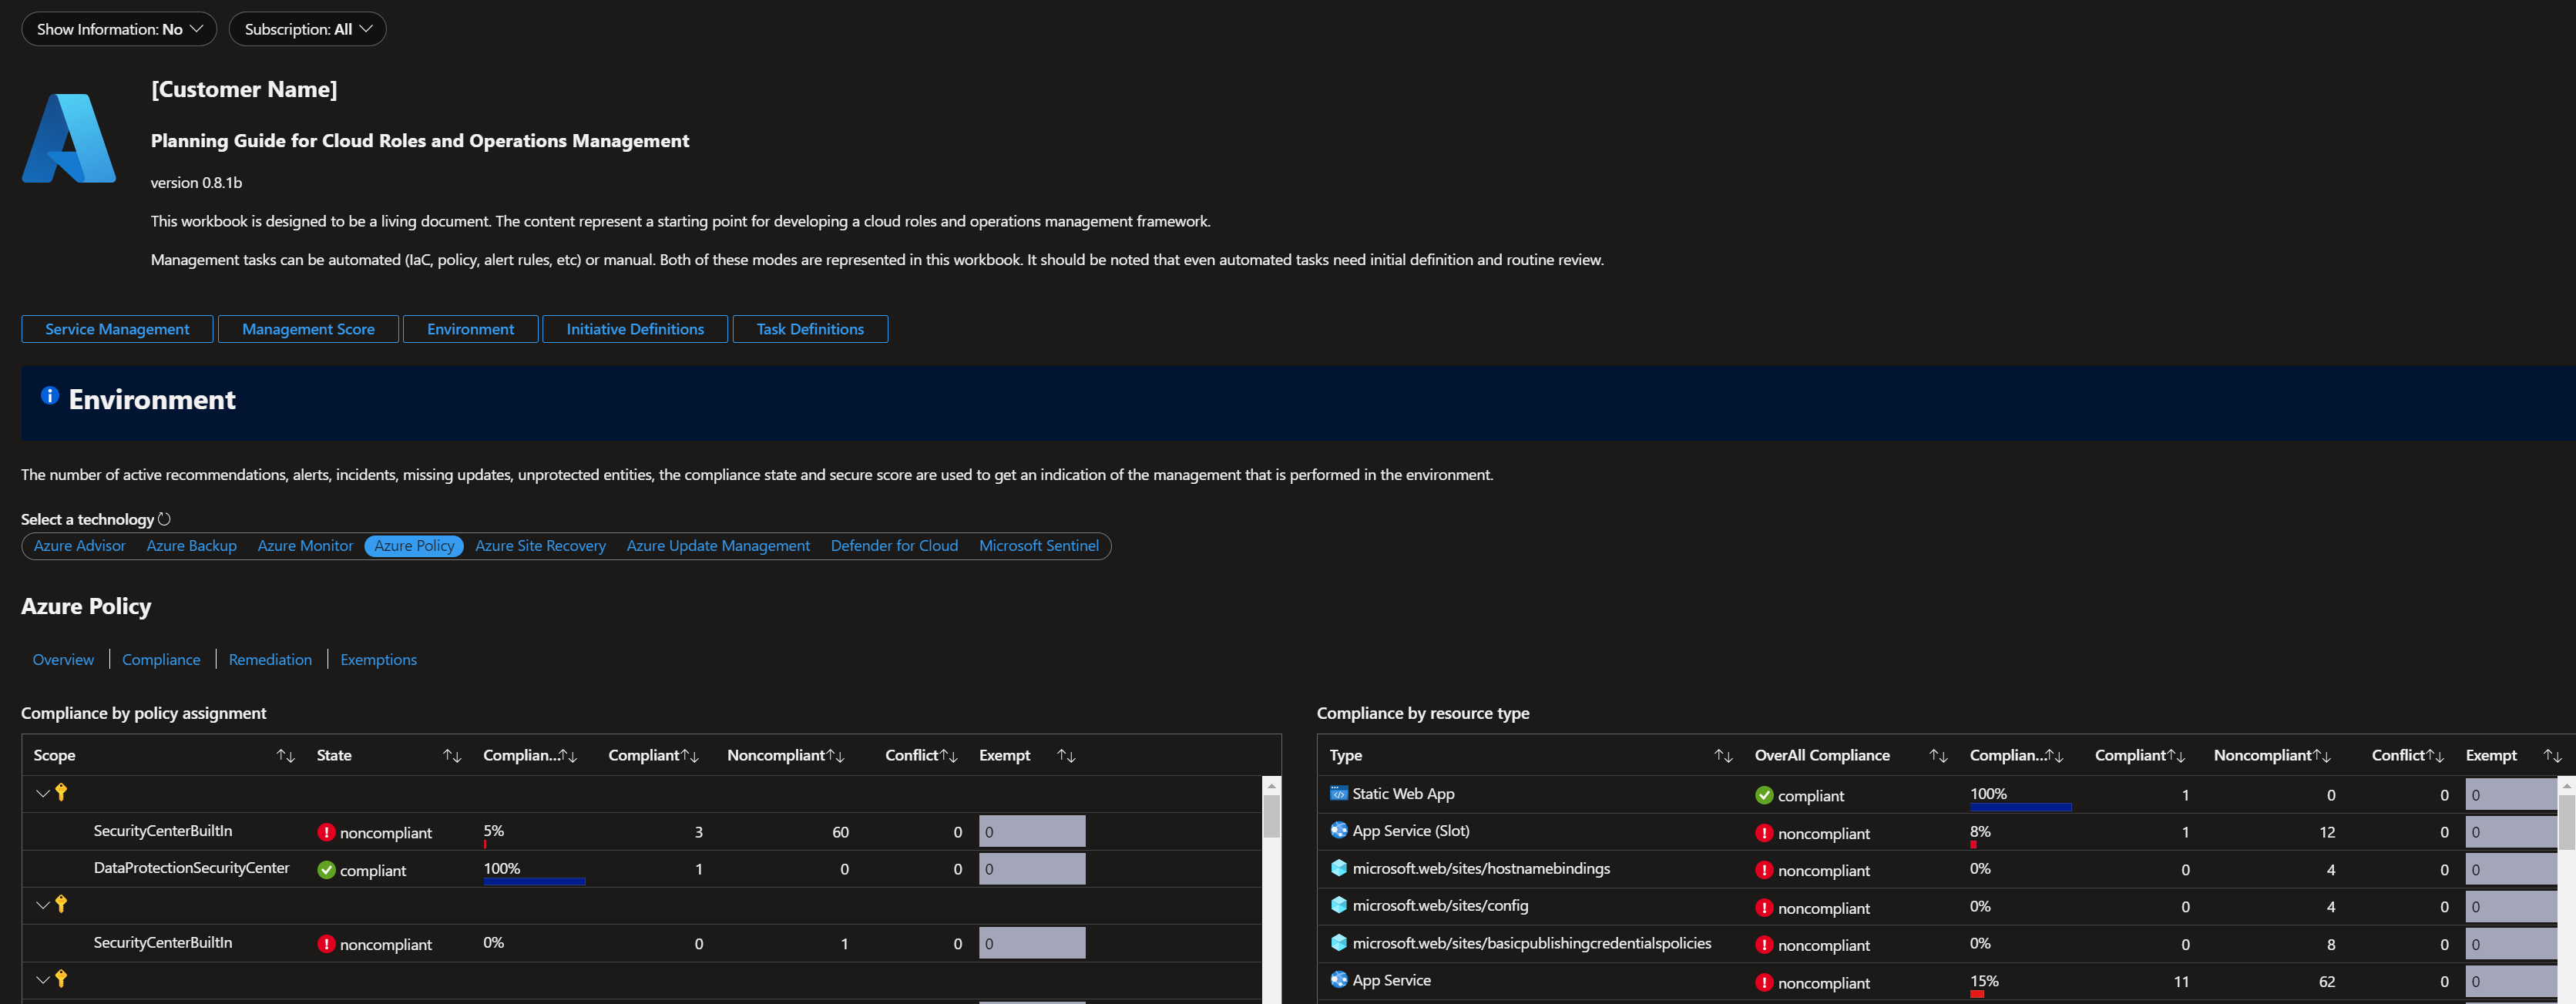 Show Information: No
Subscription: All
[Customer Name]
Planning Guide for Cloud Roles and Operations Management
version 0.8.1b
This workbook is designed to be a living document. The content represent a starting point for developing a cloud roles and operations management framework.
Management tasks can be automated (IaC, policy, alert rules, etc) or manual. Both of these modes are represented in this workbook. It should be noted that even automated tasks need initial definition and routine review.
Service Management
Management Score
Environment
Initiative Definitions
Task Definitions
Environment
The number of active recommendations, alerts, incidents, missing updates, unprotected entities, the compliance state and secure score are used to get an indication of the management that is performed in the environment.
Select a technology
Azure Advisor Azure Backup Azure Monitor Azure Policy Azure Site Recovery Azure Update Management Defender for Cloud Microsoft Sentinel
Azure Policy
Overview Compliance Remediation Exemptions
Compliance by policy assignment
Scope State Complian... Compliant Noncompliant Conflict Exempt
SecurityCenterBuiltIn noncompliant 5% 3 60 0 0
DataProtectionSecurityCenter compliant 100% 1 0 0 0
SecurityCenterBuiltIn noncompliant 0% 0 1 0 0
Compliance by resource type
Type OverAll Compliance Complian... Compliant Noncompliant Conflict Exempt
Static Web App compliant 100% 1 0 0 0
App Service (Slot) noncompliant 8% 1 12 0 0
microsoft.web/sites/hostnamebindings noncompliant 0% 0 4 0 0
microsoft.web/sites/config noncompliant 0% 0 4 0 0
microsoft.web/sites/basicpublishingcredentialspolicies noncompliant 0% 0 8 0 0
App Service noncompliant 15% 11 62 0 0